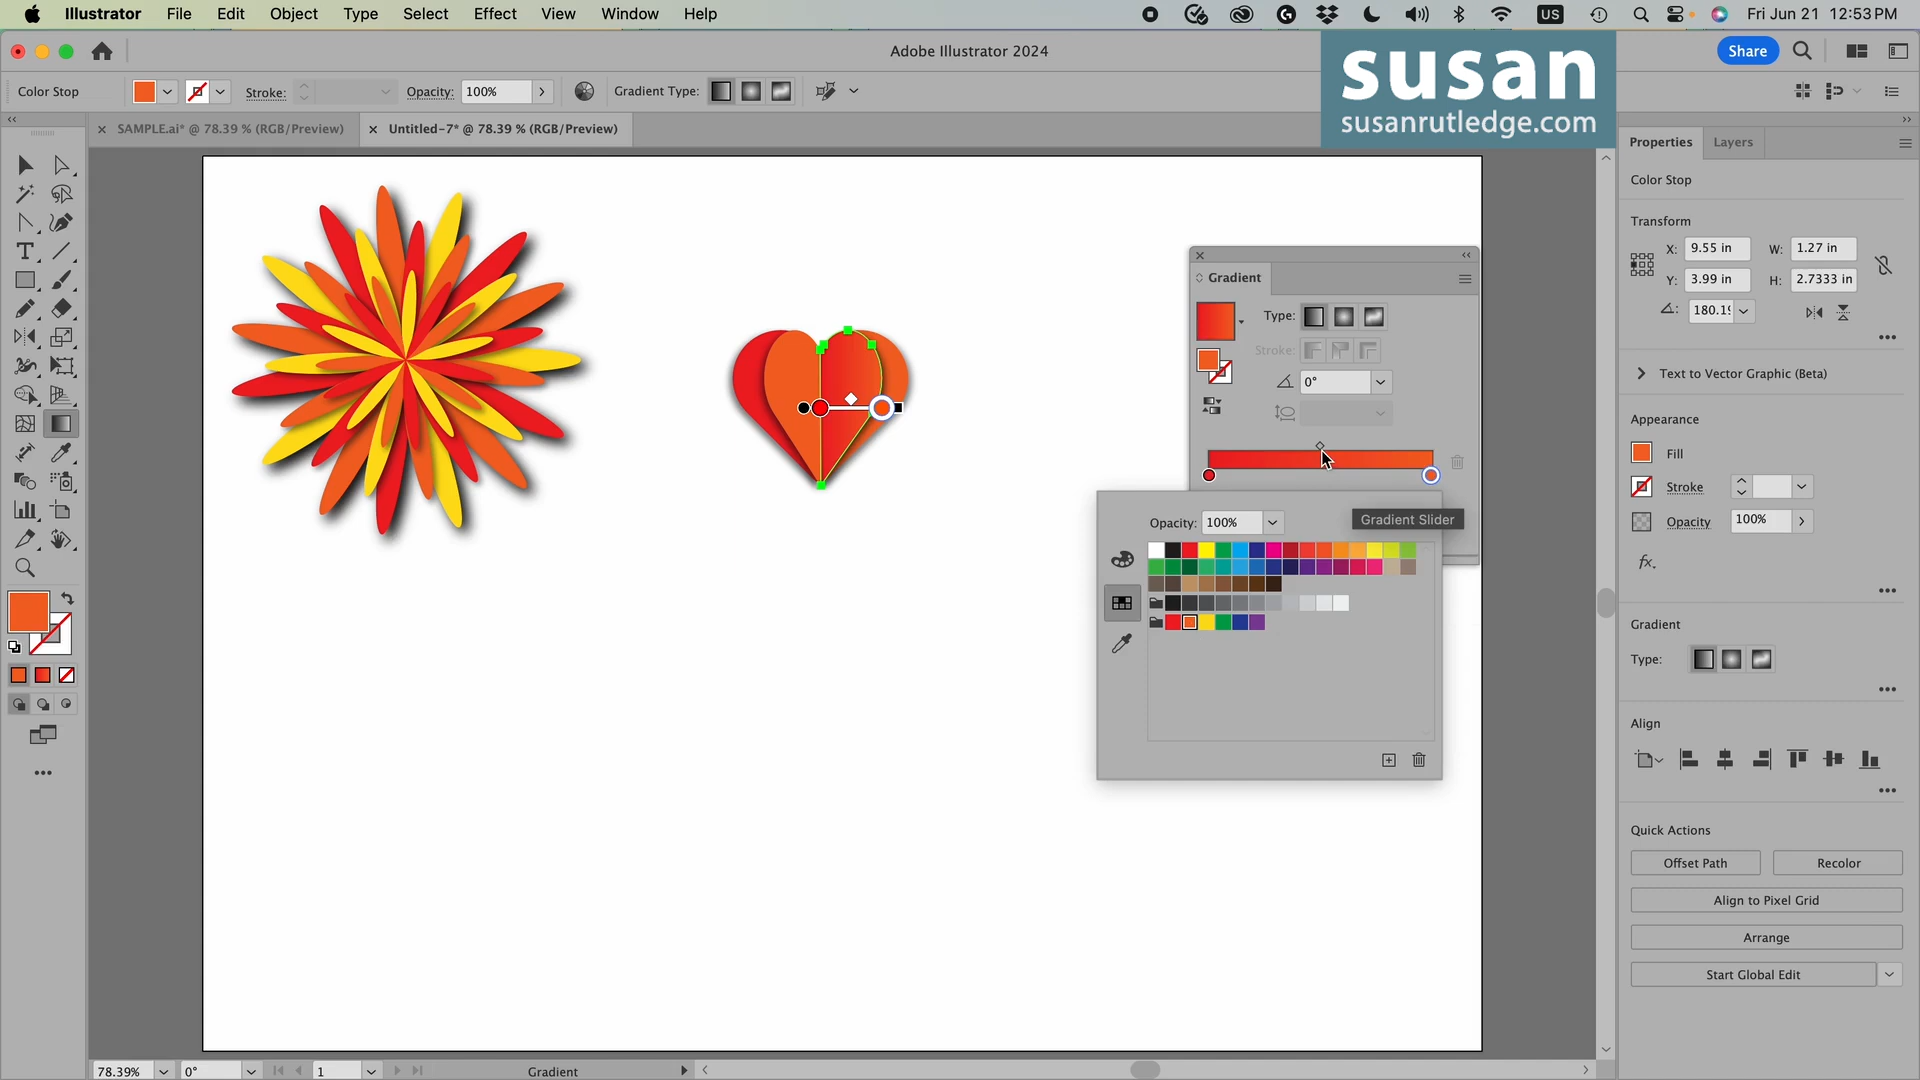 Illustrator File Edit Object Type Select Effect View Window Help US Fri Jun 21 12:53 PM
Adobe Illustrator 2024
Share
susan
susanrutledge.com
Color Stop Stroke: Opacity: 100% Gradient Type:
SAMPLE.ai* @ 78.39 % (RGB/Preview) Untitled-7* @ 78.39 % (RGB/Preview)
Properties Layers
Color Stop
Transform
X: 9.55 in W: 1.27 in
Y: 3.99 in H: 2.7333 in
180.1
Text to Vector Graphic (Beta)
Appearance
Fill
Stroke
Opacity 100%
fx.
Gradient
Type:
Align
Quick Actions
Offset Path Recolor
Align to Pixel Grid
Arrange
Start Global Edit
Gradient
Type:
Stroke:
0°
Gradient Slider
Opacity: 100%
78.39% 0° 1 Gradient